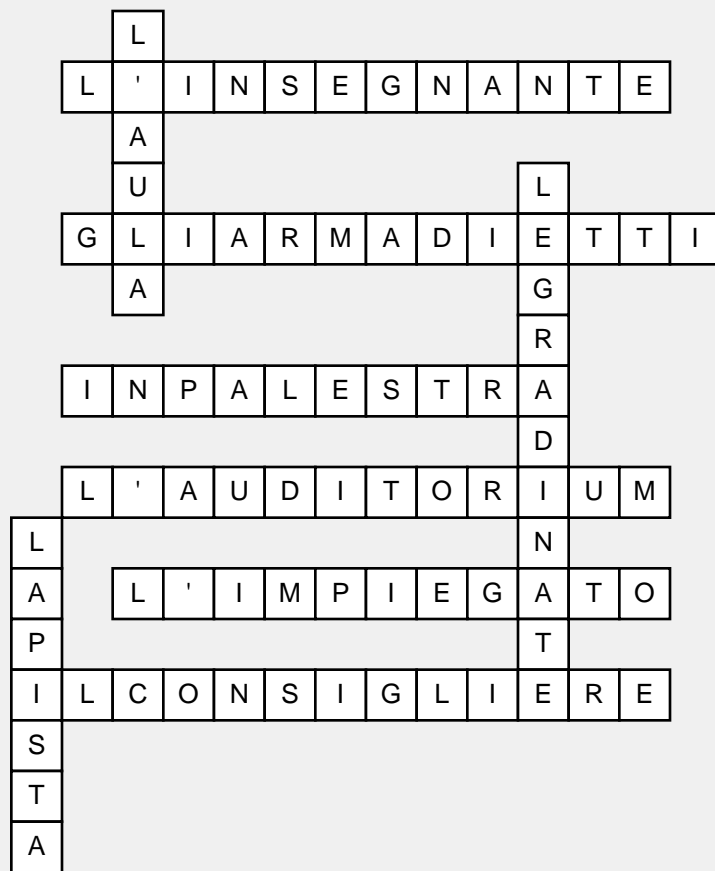 L'AULA
L'INSEGNANTE
LEGRADINATE
GLIARMADIETTI
INPALESTRA
L'AUDITORIUM
LAPISTA
L'IMPIEGATO
ILCONSIGLIERE